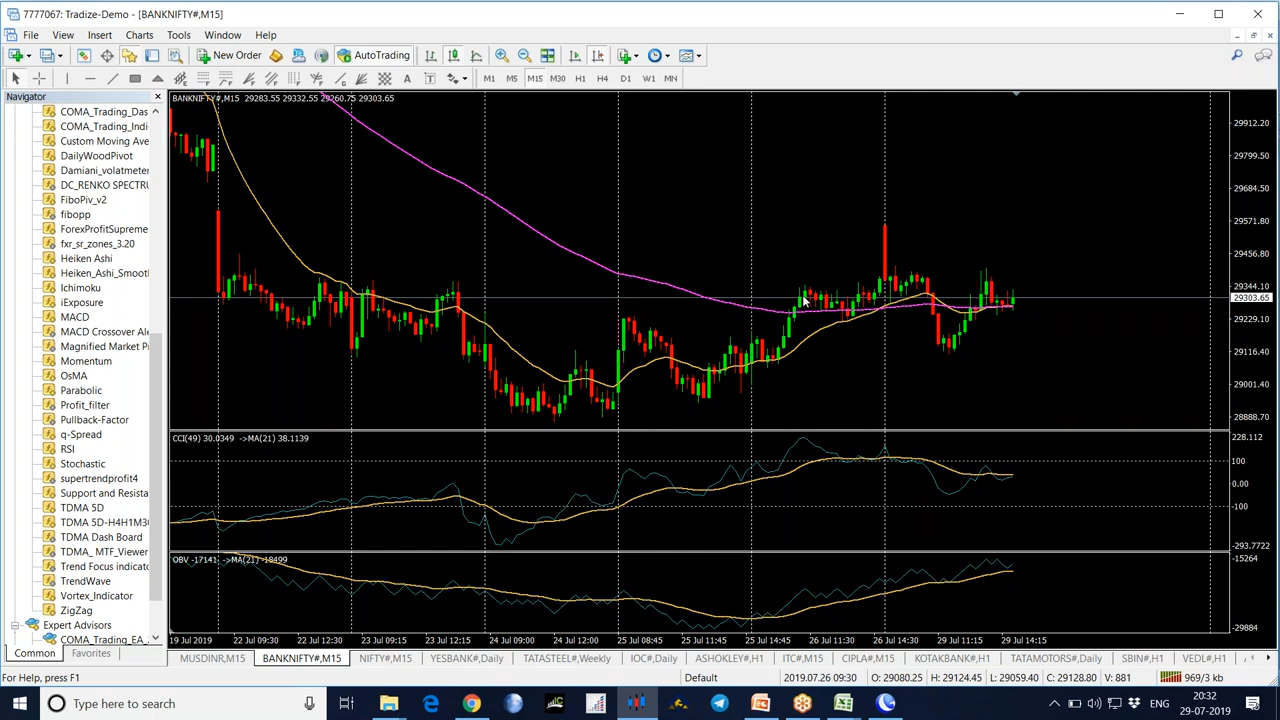 7777067: Tradize-Demo - [BANKNIFTY#,M15]
File View Insert Charts Tools Window Help
New Order AutoTrading
A T M1 M5 M15 M30 H1 H4 D1 W1 MN
Navigator
COMA_Trading_Das
COMA_Trading_Indi
Custom Moving Ave
DailyWoodPivot
Damiani_volatmeter
DC_RENKO SPECTRU
FiboPiv_v2
fibopp
ForexProfitSupreme
fxr_sr_zones_3.20
Heiken Ashi
Heiken_Ashi_Smooth
Ichimoku
iExposure
MACD
MACD Crossover Ale
Magnified Market Pr
Momentum
OsMA
Parabolic
Profit_filter
Pullback-Factor
q-Spread
RSI
Stochastic
supertrendprofit4
Support and Resista
TDMA 5D
TDMA 5D-H4H1M30
TDMA Dash Board
TDMA_ MTF_Viewer
Trend Focus indicato
TrendWave
Vortex_Indicator
ZigZag
Expert Advisors
COMA_Trading_EA_
Common Favorites
BANKNIFTY#,M15 29283.55 29332.55 29260.75 29303.65
29912.20
29799.50
29684.50
29571.80
29456.80
29344.10
29303.65
29229.10
29116.40
29001.40
28888.70
CCI(49) 30.0349 ->MA(21) 38.1139
228.112
100
0.00
-100
-293.7722
OBV -17141 ->MA(21) -18499
-15264
-29884
19 Jul 2019 22 Jul 09:30 22 Jul 12:30 23 Jul 09:15 23 Jul 12:15 24 Jul 09:00 24 Jul 12:00 25 Jul 08:45 25 Jul 11:45 25 Jul 14:45 26 Jul 11:30 26 Jul 14:30 29 Jul 11:15 29 Jul 14:15
MUSDINR,M15 BANKNIFTY#,M15 NIFTY#,M15 YESBANK#,Daily TATASTEEL#,Weekly IOC#,Daily ASHOKLEY#,H1 ITC#,M15 CIPLA#,M15 KOTAKBANK#,H1 TATAMOTORS#,Daily SBIN#,H1 VEDL#,H1
For Help, press F1 Default 2019.07.26 09:30 O: 29080.25 H: 29124.45 L: 29059.40 C: 29128.80 V: 881 969/3 kb
Type here to search ENG 20:32
29-07-2019